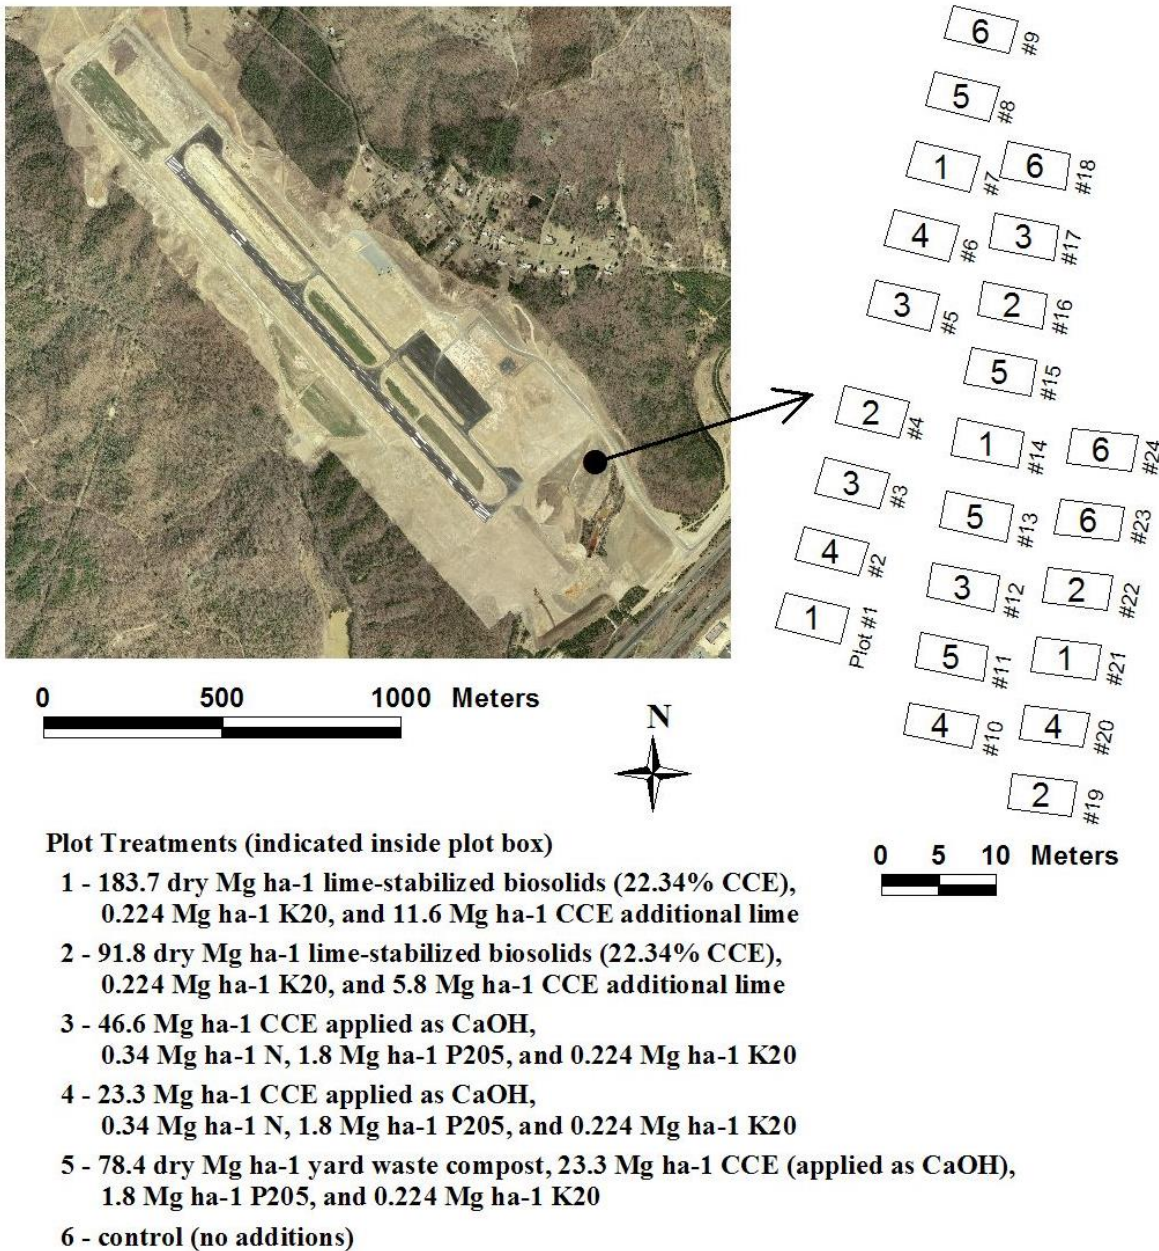 6 #9
5 #8
1 #7 6 #18
4 #6 3 #17
3 #5 2 #16
5 #15
2 #4 1 #14 6 #24
3 #3 5 #13 6 #23
4 #2 3 #12 2 #22
1 Plot #1 5 #11 1 #21
4 #10 4 #20
2 #19
0 500 1000 Meters
N
0 5 10 Meters
Plot Treatments (indicated inside plot box)
1 - 183.7 dry Mg ha-1 lime-stabilized biosolids (22.34% CCE),
0.224 Mg ha-1 K20, and 11.6 Mg ha-1 CCE additional lime
2 - 91.8 dry Mg ha-1 lime-stabilized biosolids (22.34% CCE),
0.224 Mg ha-1 K20, and 5.8 Mg ha-1 CCE additional lime
3 - 46.6 Mg ha-1 CCE applied as CaOH,
0.34 Mg ha-1 N, 1.8 Mg ha-1 P205, and 0.224 Mg ha-1 K20
4 - 23.3 Mg ha-1 CCE applied as CaOH,
0.34 Mg ha-1 N, 1.8 Mg ha-1 P205, and 0.224 Mg ha-1 K20
5 - 78.4 dry Mg ha-1 yard waste compost, 23.3 Mg ha-1 CCE (applied as CaOH),
1.8 Mg ha-1 P205, and 0.224 Mg ha-1 K20
6 - control (no additions)